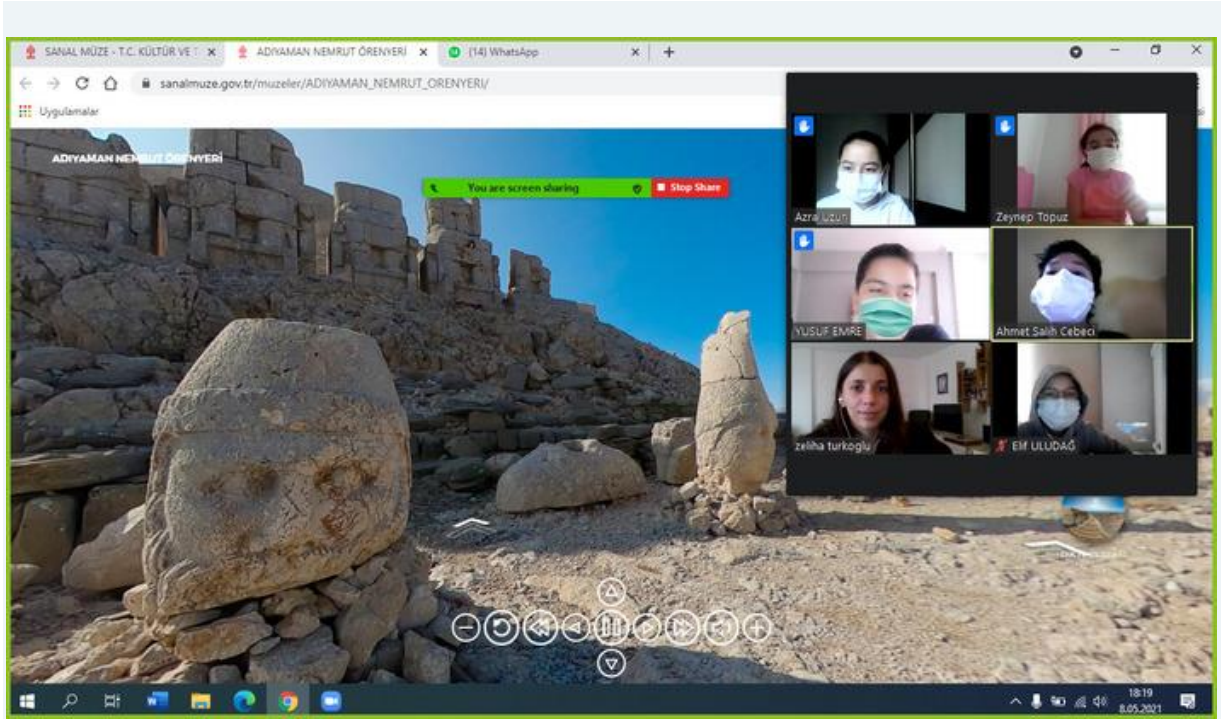 SANAL MÜZE - T.C. KÜLTÜR VE T
ADIYAMAN NEMRUT ÖRENYERİ
(14) WhatsApp
sanalmuze.gov.tr/muzeler/ADIYAMAN_NEMRUT_ORENYERI/
Uygulamalar
ADIYAMAN NEMRUT ÖRENYERİ
You are screen sharing
Stop Share
Azra Uzun
Zeynep Topuz
YUSUF EMRE
Ahmet Salih Cebeci
zeliha turkoglu
Elif ULUDAĞ
18:19
8.05.2021